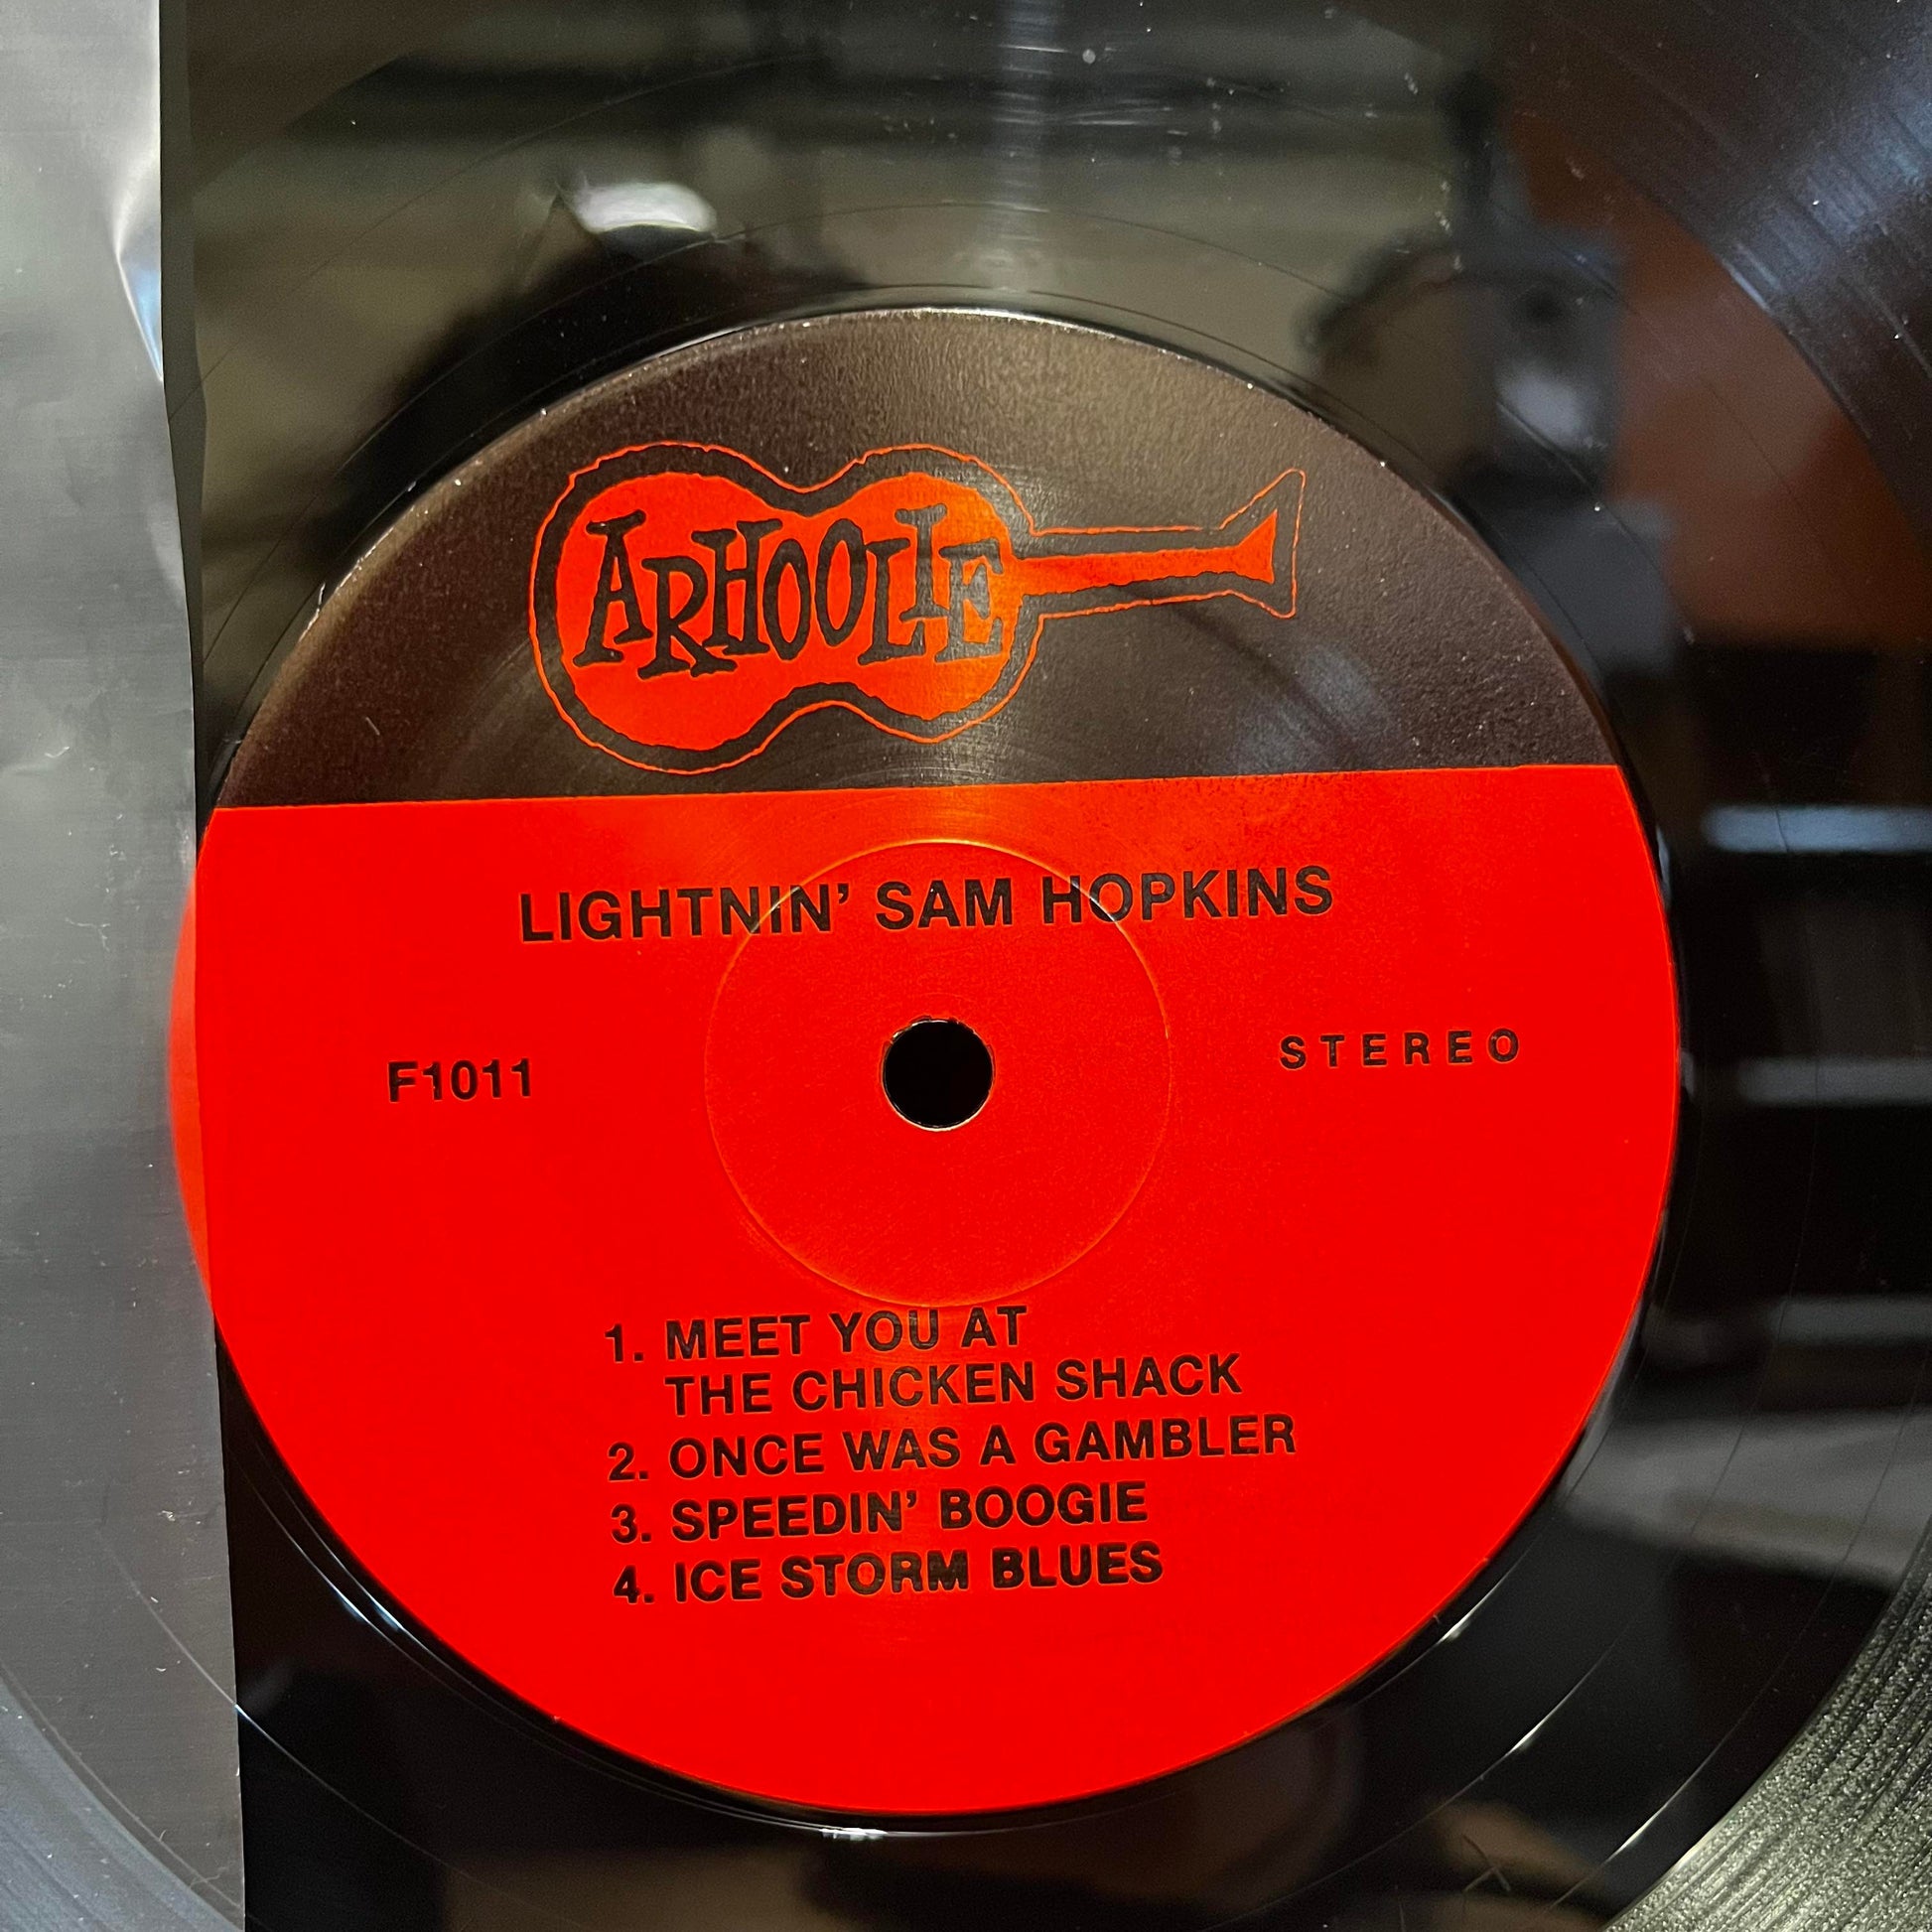 ARHOOLIE
LIGHTNIN' SAM HOPKINS
F1011
STEREO
1. MEET YOU AT
THE CHICKEN SHACK
2. ONCE WAS A GAMBLER
3. SPEEDIN' BOOGIE
4. ICE STORM BLUES